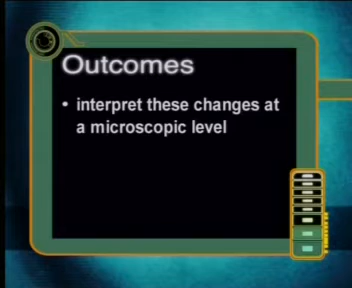 Outcomes
• interpret these changes at
a microscopic level